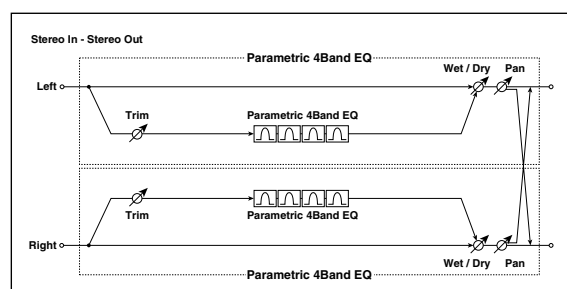 Stereo In - Stereo Out
Parametric 4Band EQ
Wet / Dry
Pan
Left
Trim
Parametric 4Band EQ
Trim
Parametric 4Band EQ
Right
Wet / Dry
Pan
Parametric 4Band EQ